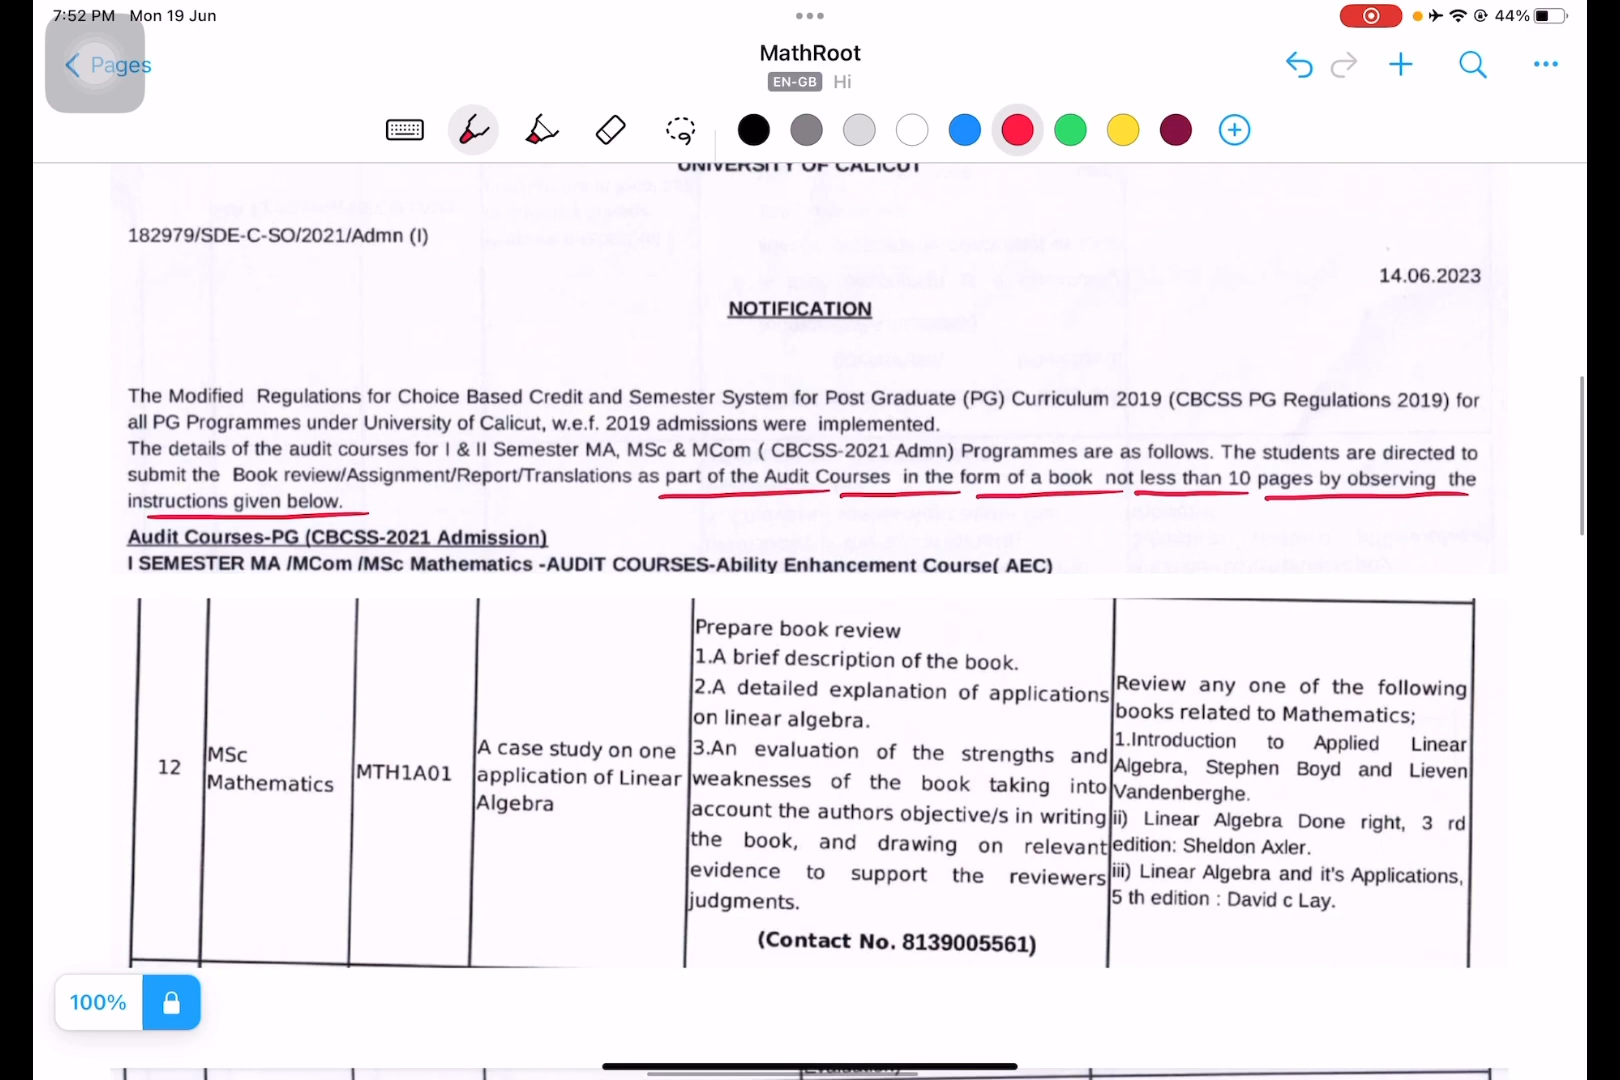 7:52 PM Mon 19 Jun
44%
Pages
MathRoot
EN-GB Hi
UNIVERSITY OF CALICUT
182979/SDE-C-SO/2021/Admn (I)
14.06.2023
NOTIFICATION
The Modified Regulations for Choice Based Credit and Semester System for Post Graduate (PG) Curriculum 2019 (CBCSS PG Regulations 2019) for
all PG Programmes under University of Calicut, w.e.f. 2019 admissions were implemented.
The details of the audit courses for I & II Semester MA, MSc & MCom ( CBCSS-2021 Admn) Programmes are as follows. The students are directed to
submit the Book review/Assignment/Report/Translations as part of the Audit Courses in the form of a book not less than 10 pages by observing the
instructions given below.
Audit Courses-PG (CBCSS-2021 Admission)
I SEMESTER MA /MCom /MSc Mathematics -AUDIT COURSES-Ability Enhancement Course( AEC)
12
MSc
Mathematics
MTH1A01
A case study on one
application of Linear
Algebra
Prepare book review
1.A brief description of the book.
2.A detailed explanation of applications
on linear algebra.
3.An evaluation of the strengths and
weaknesses of the book taking into
account the authors objective/s in writing
the book, and drawing on relevant
evidence to support the reviewers
judgments.
(Contact No. 8139005561)
Review any one of the following
books related to Mathematics;
1.Introduction to Applied Linear
Algebra, Stephen Boyd and Lieven
Vandenberghe.
ii) Linear Algebra Done right, 3 rd
edition: Sheldon Axler.
iii) Linear Algebra and it's Applications,
5 th edition : David c Lay.
100%